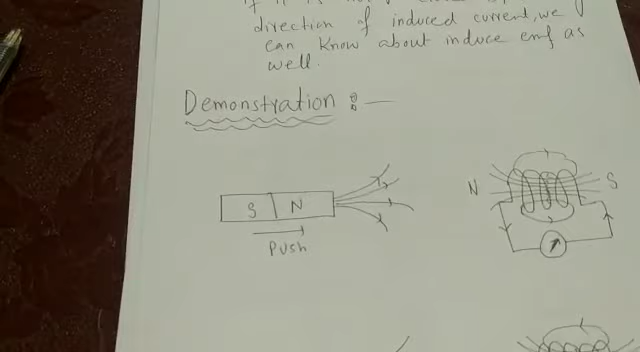 direction of induced current, we
can know about induce emf as
well.
Demonstration :-
S N
PUSH
N S